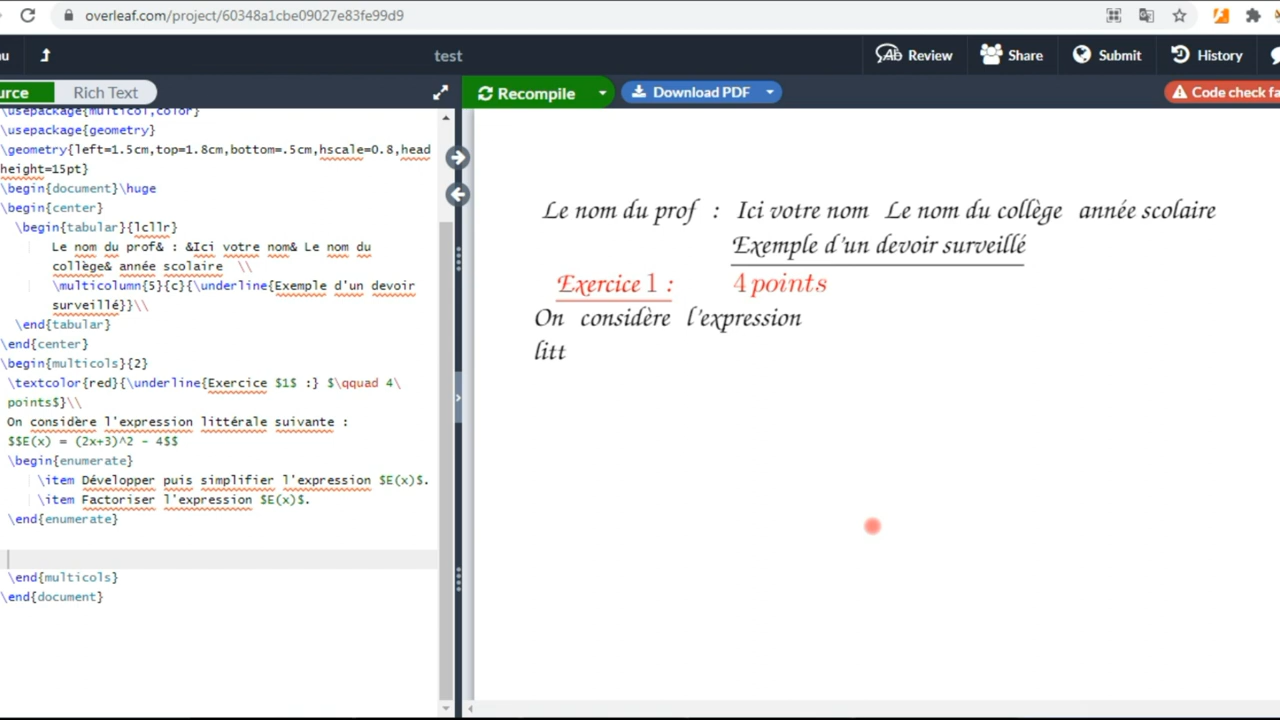 overleaf.com/project/60348a1cbe09027e83fe99d9
nu test Review Share Submit History
urce Rich Text Recompile Download PDF Code check fa
\usepackage{multicol,color}
\usepackage{geometry}
\geometry{left=1.5cm,top=1.8cm,bottom=.5cm,hscale=0.8,head
height=15pt}
\begin{document}\huge
\begin{center}
\begin{tabular}{lcllr}
Le nom du prof& : &Ici votre nom& Le nom du
collège& année scolaire \\
\multicolumn{5}{c}{\underline{Exemple d'un devoir
surveillé}}\\
\end{tabular}
\end{center}
\begin{multicols}{2}
\textcolor{red}{\underline{Exercice $1$ :} $\qquad 4\
points$}\\
On considère l'expression littérale suivante :
$$E(x) = (2x+3)^2 - 4$$
\begin{enumerate}
\item Développer puis simplifier l'expression $E(x)$.
\item Factoriser l'expression $E(x)$.
\end{enumerate}
\end{multicols}
\end{document}
Le nom du prof : Ici votre nom Le nom du collège année scolaire
Exemple d'un devoir surveillé
Exercice 1 : 4 points
On considère l'expression
litt